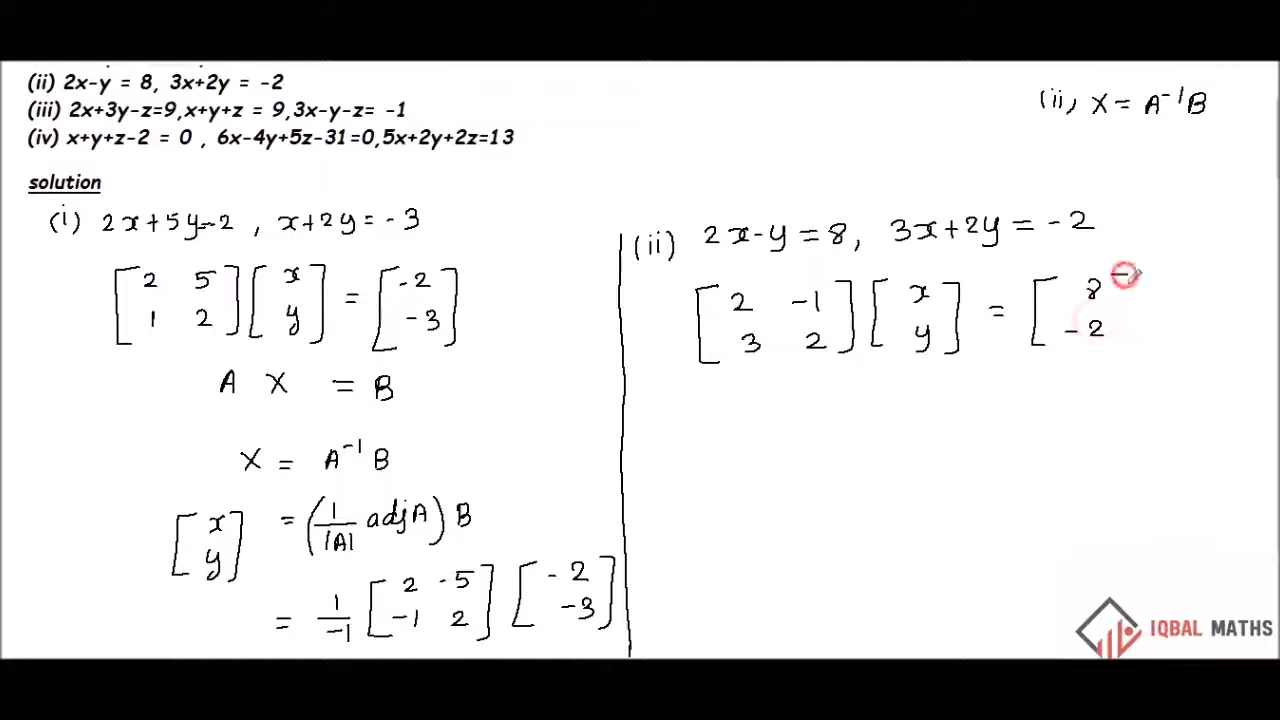 (ii) 2x-y = 8, 3x+2y = -2
(iii) 2x+3y-z=9,x+y+z = 9,3x-y-z= -1
(iv) x+y+z-2 = 0 , 6x-4y+5z-31=0,5x+2y+2z=13
(ii, X = A⁻¹B
solution
(i) 2x+5y=-2 , x+2y = -3
[2 5
1 2] [x
y] = [-2
-3]
A X = B
X = A⁻¹ B
[x
y] = (1/|A| adj A) B
= 1/-1 [2 -5
-1 2] [-2
-3]
(ii) 2x-y = 8, 3x+2y = -2
[2 -1
3 2] [x
y] = [8
-2
IQBAL MATHS